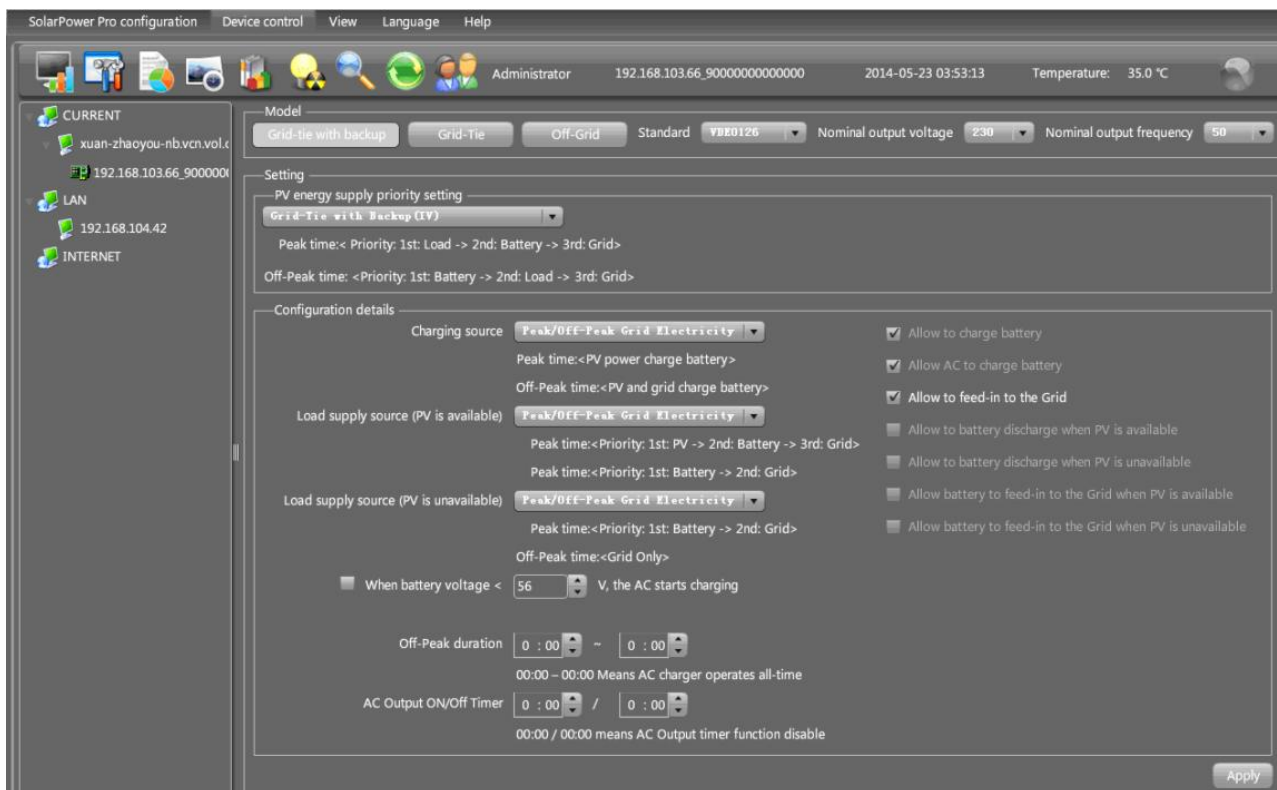 SolarPower Pro configuration Device control View Language Help
Administrator 192.168.103.66_90000000000000 2014-05-23 03:53:13 Temperature: 35.0 °C
CURRENT
xuan-zhaoyou-nb.vcn.vol.c
192.168.103.66_900000(
LAN
192.168.104.42
INTERNET
Model
Grid-tie with backup Grid-Tie Off-Grid Standard VDE0126 Nominal output voltage 230 Nominal output frequency 50
Setting
PV energy supply priority setting
Grid-Tie with Backup(IV)
Peak time:< Priority: 1st: Load -> 2nd: Battery -> 3rd: Grid>
Off-Peak time: <Priority: 1st: Battery -> 2nd: Load -> 3rd: Grid>
Configuration details
Charging source Peak/Off-Peak Grid Electricity
Peak time:<PV power charge battery>
Off-Peak time:<PV and grid charge battery>
Load supply source (PV is available) Peak/Off-Peak Grid Electricity
Peak time:<Priority: 1st: PV -> 2nd: Battery -> 3rd: Grid>
Peak time:<Priority: 1st: Battery -> 2nd: Grid>
Load supply source (PV is unavailable) Peak/Off-Peak Grid Electricity
Peak time:<Priority: 1st: Battery -> 2nd: Grid>
Off-Peak time:<Grid Only>
When battery voltage < 56 V, the AC starts charging
Off-Peak duration 0 : 00 ~ 0 : 00
00:00 – 00:00 Means AC charger operates all-time
AC Output ON/Off Timer 0 : 00 / 0 : 00
00:00 / 00:00 means AC Output timer function disable
Allow to charge battery
Allow AC to charge battery
Allow to feed-in to the Grid
Allow to battery discharge when PV is available
Allow to battery discharge when PV is unavailable
Allow battery to feed-in to the Grid when PV is available
Allow battery to feed-in to the Grid when PV is unavailable
Apply